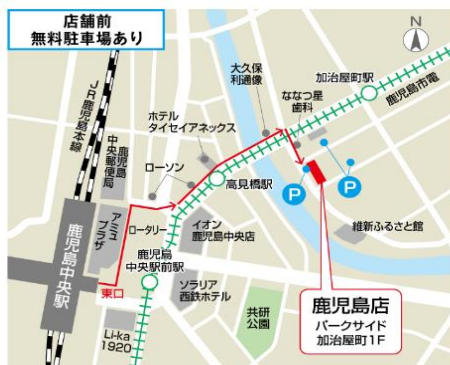 店舗前
無料駐車場あり
N
JR鹿児島本線
鹿児島
中央郵便局
ホテル
タイセイアネックス
ローソン
大久保
利通像
ななつ星
歯科
加治屋町駅
鹿児島市電
高見橋駅
P
P
アミュ
プラザ
ロータリー
イオン
鹿児島中央店
維新ふるさと館
鹿児島中央駅
東口
鹿児島
中央駅前駅
ソラリア
西鉄ホテル
共研
公園
鹿児島店
パークサイド
加治屋町1F
Li-ka
1920